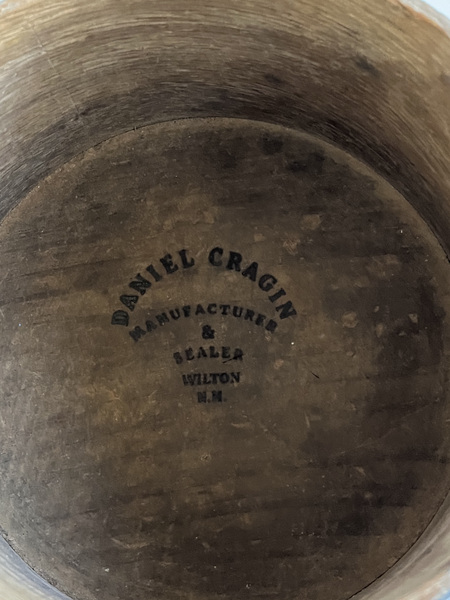 DANIEL CRAGIN
MANUFACTURER
&
SEALER
WILTON
N.H.